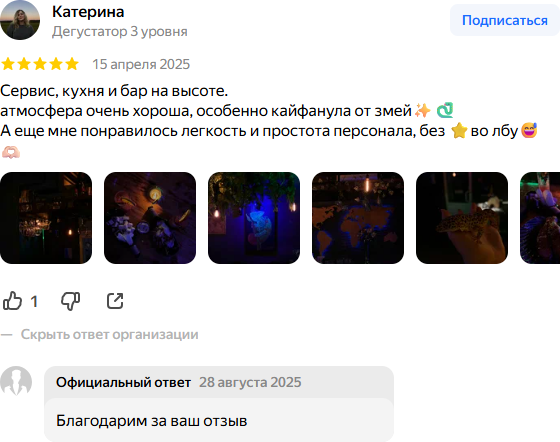 Катерина
Дегустатор 3 уровня
Подписаться
15 апреля 2025
Сервис, кухня и бар на высоте.
атмосфера очень хороша, особенно кайфанула от змей✨ 🐍
А еще мне понравилось легкость и простота персонала, без ⭐во лбу😅
🫶🏻
1
— Скрыть ответ организации
Официальный ответ 28 августа 2025
Благодарим за ваш отзыв